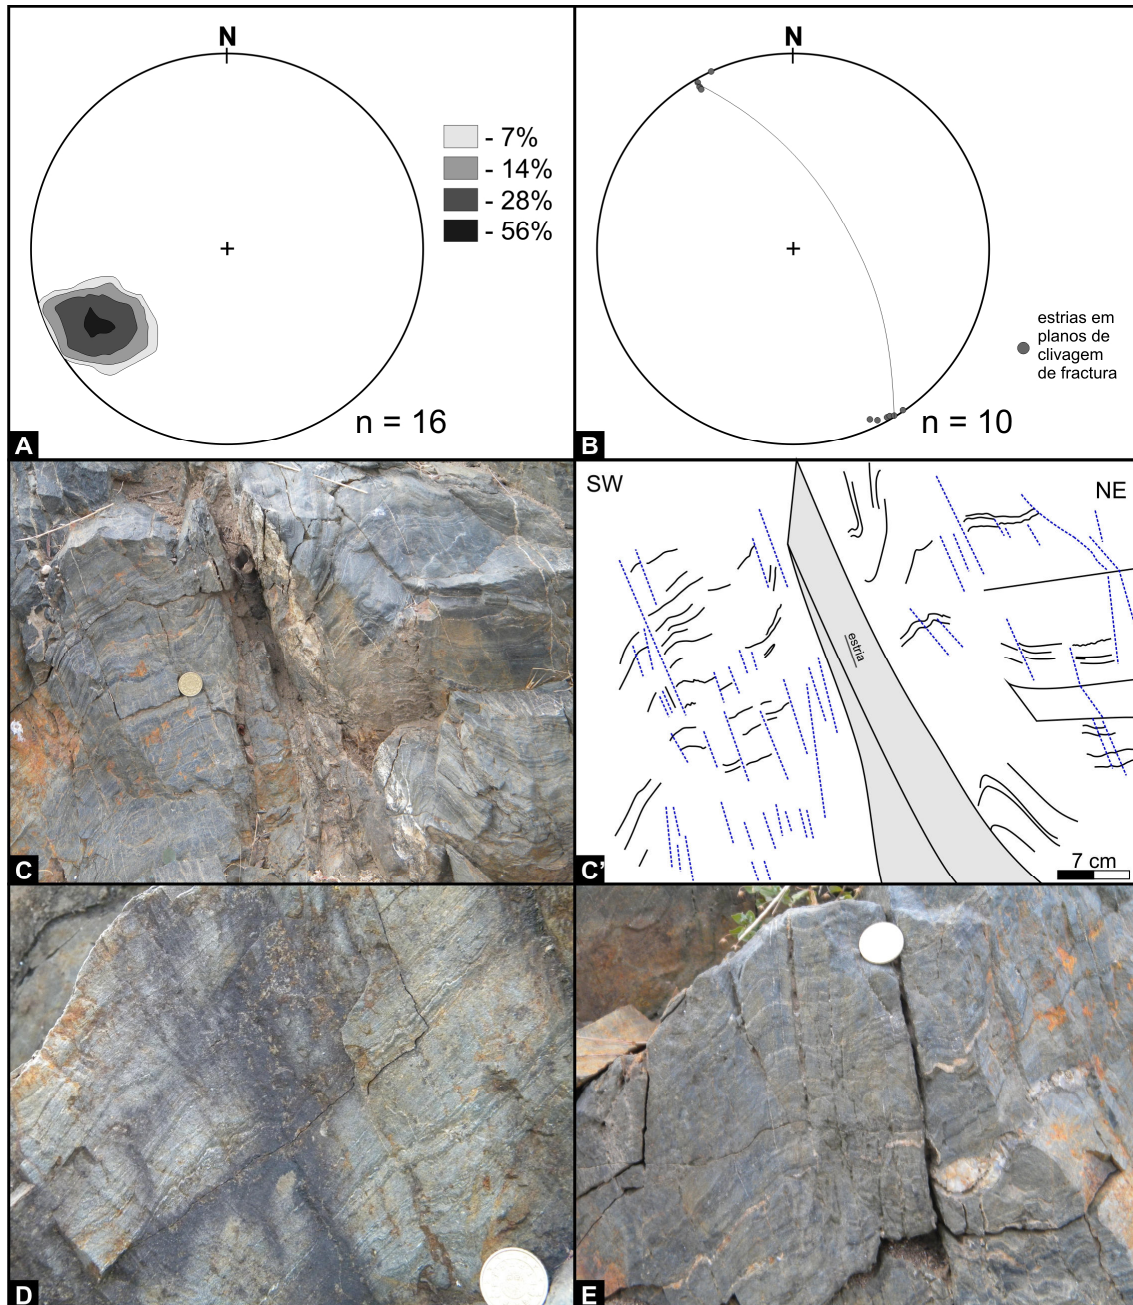 N
- 7%
- 14%
- 28%
- 56%
n = 16
A
N
estrias em
planos de
clivagem
de fractura
n = 10
B
C
SW
NE
estria
7 cm
C'
D
E